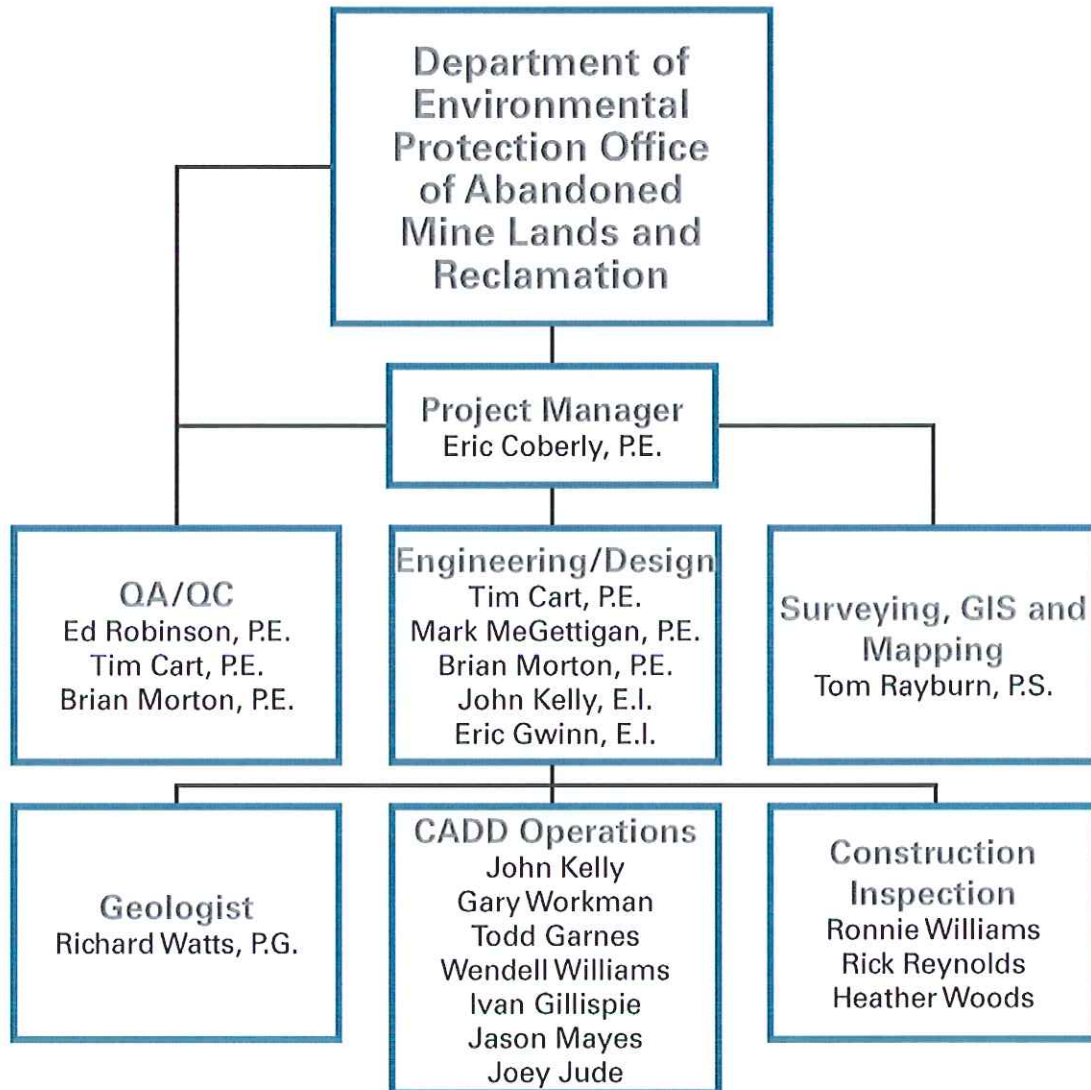 Department of
Environmental
Protection Office
of Abandoned
Mine Lands and
Reclamation
Project Manager
Eric Coberly, P.E.
QA/QC
Ed Robinson, P.E.
Tim Cart, P.E.
Brian Morton, P.E.
Engineering/Design
Tim Cart, P.E.
Mark MeGettigan, P.E.
Brian Morton, P.E.
John Kelly, E.I.
Eric Gwinn, E.I.
Surveying, GIS and
Mapping
Tom Rayburn, P.S.
Geologist
Richard Watts, P.G.
CADD Operations
John Kelly
Gary Workman
Todd Garnes
Wendell Williams
Ivan Gillispie
Jason Mayes
Joey Jude
Construction
Inspection
Ronnie Williams
Rick Reynolds
Heather Woods